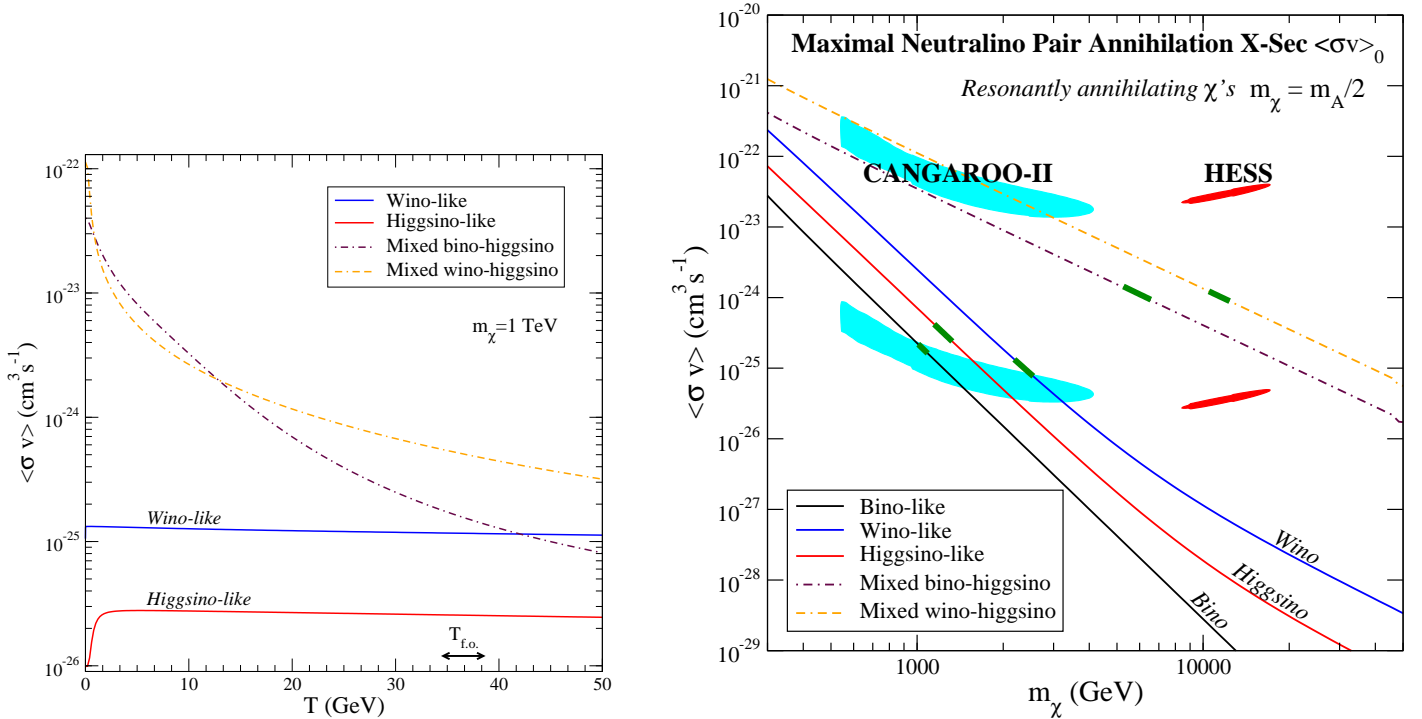 10^-22
10^-23
10^-24
10^-25
10^-26
<σ v> (cm^3 s^-1)
Wino-like
Higgsino-like
Mixed bino-higgsino
Mixed wino-higgsino
m_χ=1 TeV
Wino-like
Higgsino-like
T_f.o.
0 10 20 30 40 50
T (GeV)
10^-20
10^-21
10^-22
10^-23
10^-24
10^-25
10^-26
10^-27
10^-28
10^-29
<σ v> (cm^3 s^-1)
Maximal Neutralino Pair Annihilation X-Sec <σv>_0
Resonantly annihilating χ's m_χ = m_A/2
CANGAROO-II HESS
Bino-like
Wino-like
Higgsino-like
Mixed bino-higgsino
Mixed wino-higgsino
Wino
Higgsino
Bino
1000 10000
m_χ (GeV)